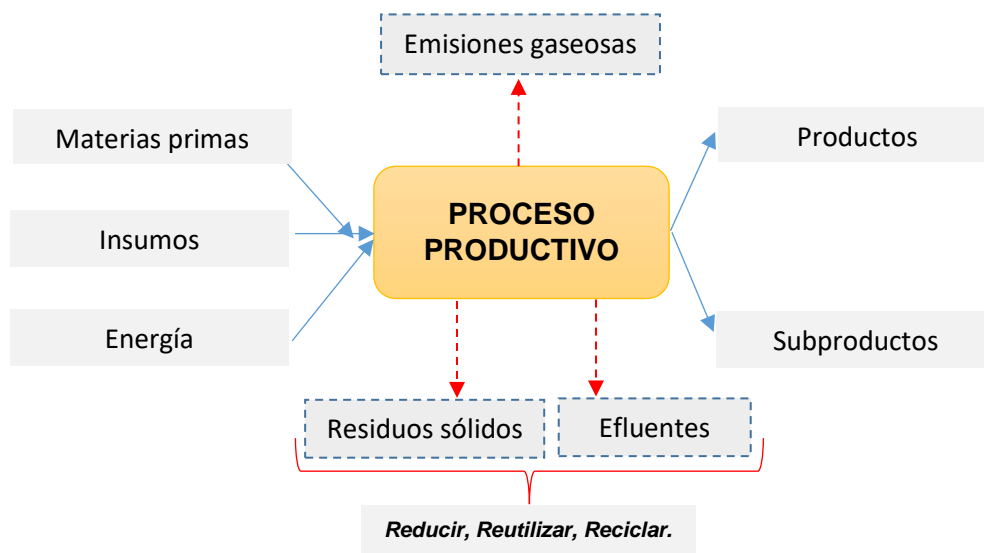 Emisiones gaseosas
Materias primas
Productos
PROCESO
PRODUCTIVO
Insumos
Energía
Subproductos
Residuos sólidos
Efluentes
Reducir, Reutilizar, Reciclar.